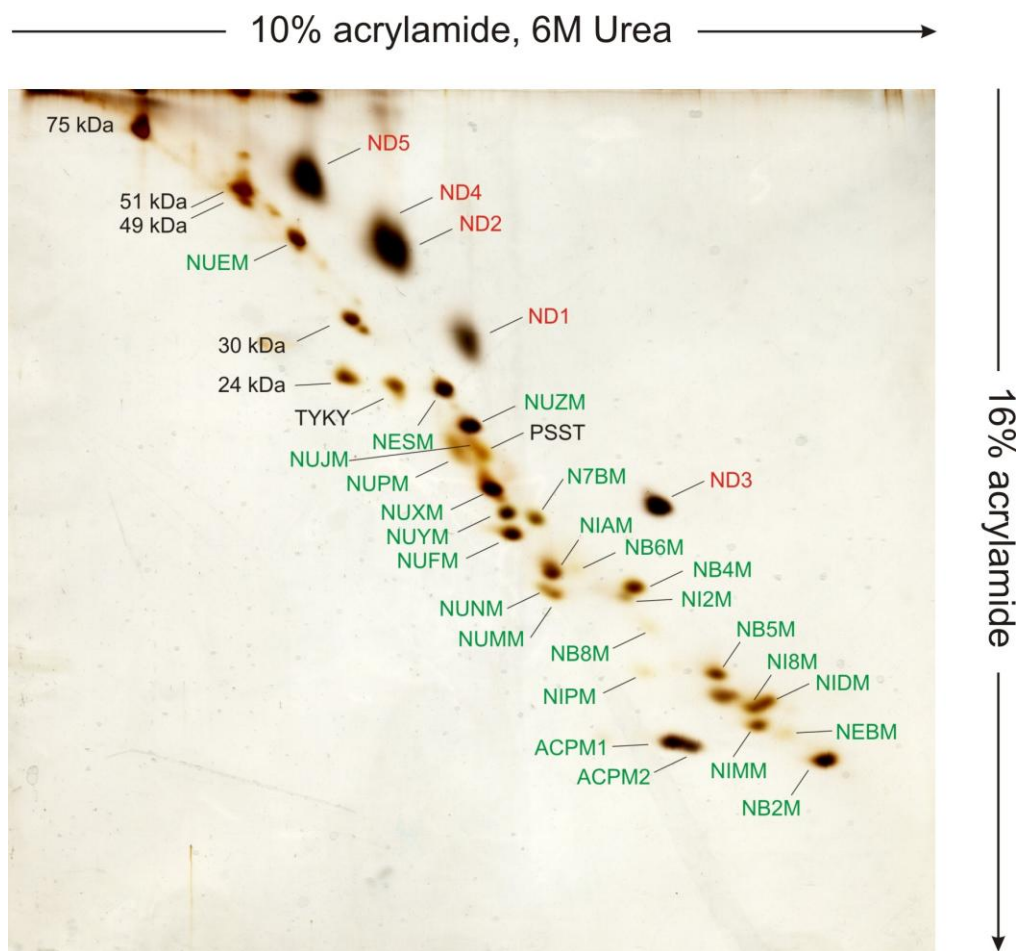 10% acrylamide, 6M Urea
16% acrylamide
75 kDa
ND5
51 kDa
ND4
49 kDa
ND2
NUEM
ND1
30 kDa
24 kDa
TYKY
NUZM
NESM
PSST
NUJM
NUPM
N7BM
ND3
NUXM
NUYM
NIAM
NUFM
NB6M
NB4M
NUNM
NI2M
NUMM
NB8M
NB5M
NI8M
NIPM
NIDM
NEBM
ACPM1
ACPM2
NIMM
NB2M